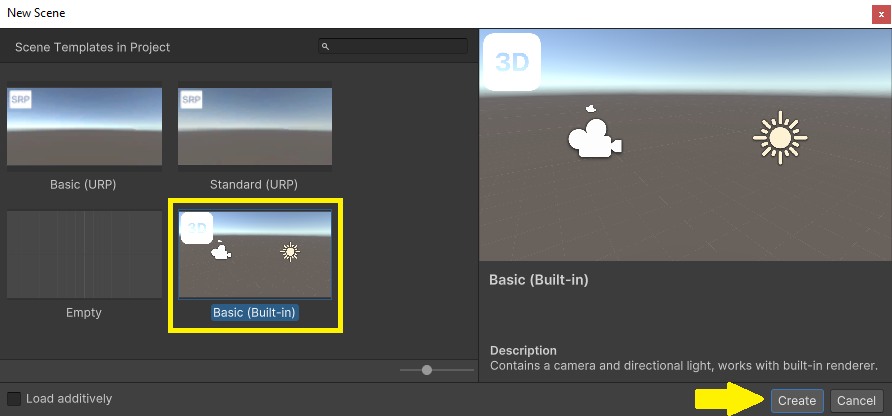 New Scene
x
Scene Templates in Project
SRP
SRP
Basic (URP)
Standard (URP)
3D
Empty
Basic (Built-in)
3D
Basic (Built-in)
Description
Contains a camera and directional light, works with built-in renderer.
Load additively
Create
Cancel